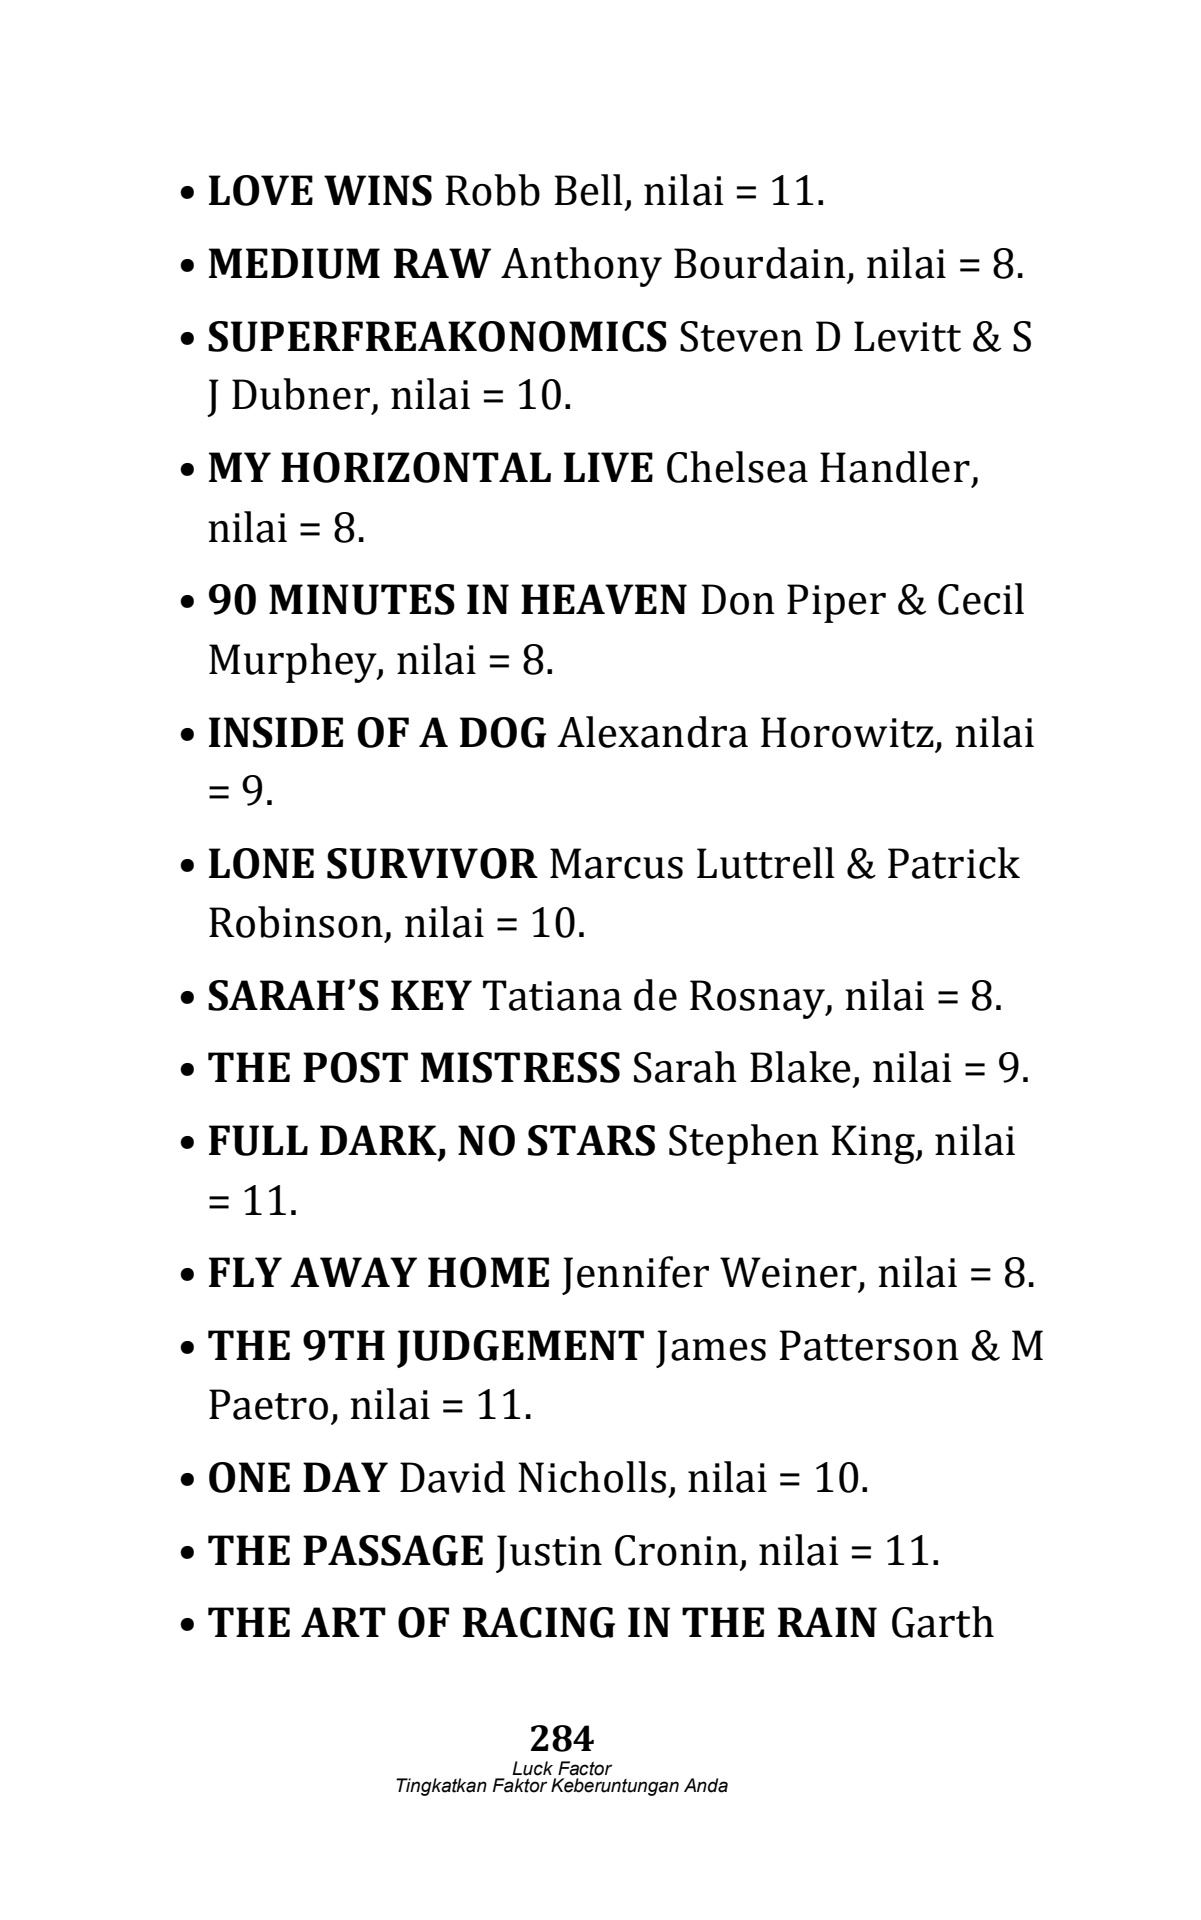 • LOVE WINS Robb Bell, nilai = 11.
• MEDIUM RAW Anthony Bourdain, nilai = 8.
• SUPERFREAKONOMICS Steven D Levitt & S
J Dubner, nilai = 10.
• MY HORIZONTAL LIVE Chelsea Handler,
nilai = 8.
• 90 MINUTES IN HEAVEN Don Piper & Cecil
Murphey, nilai = 8.
• INSIDE OF A DOG Alexandra Horowitz, nilai
= 9.
• LONE SURVIVOR Marcus Luttrell & Patrick
Robinson, nilai = 10.
• SARAH’S KEY Tatiana de Rosnay, nilai = 8.
• THE POST MISTRESS Sarah Blake, nilai = 9.
• FULL DARK, NO STARS Stephen King, nilai
= 11.
• FLY AWAY HOME Jennifer Weiner, nilai = 8.
• THE 9TH JUDGEMENT James Patterson & M
Paetro, nilai = 11.
• ONE DAY David Nicholls, nilai = 10.
• THE PASSAGE Justin Cronin, nilai = 11.
• THE ART OF RACING IN THE RAIN Garth
284
Luck Factor
Tingkatkan Faktor Keberuntungan Anda